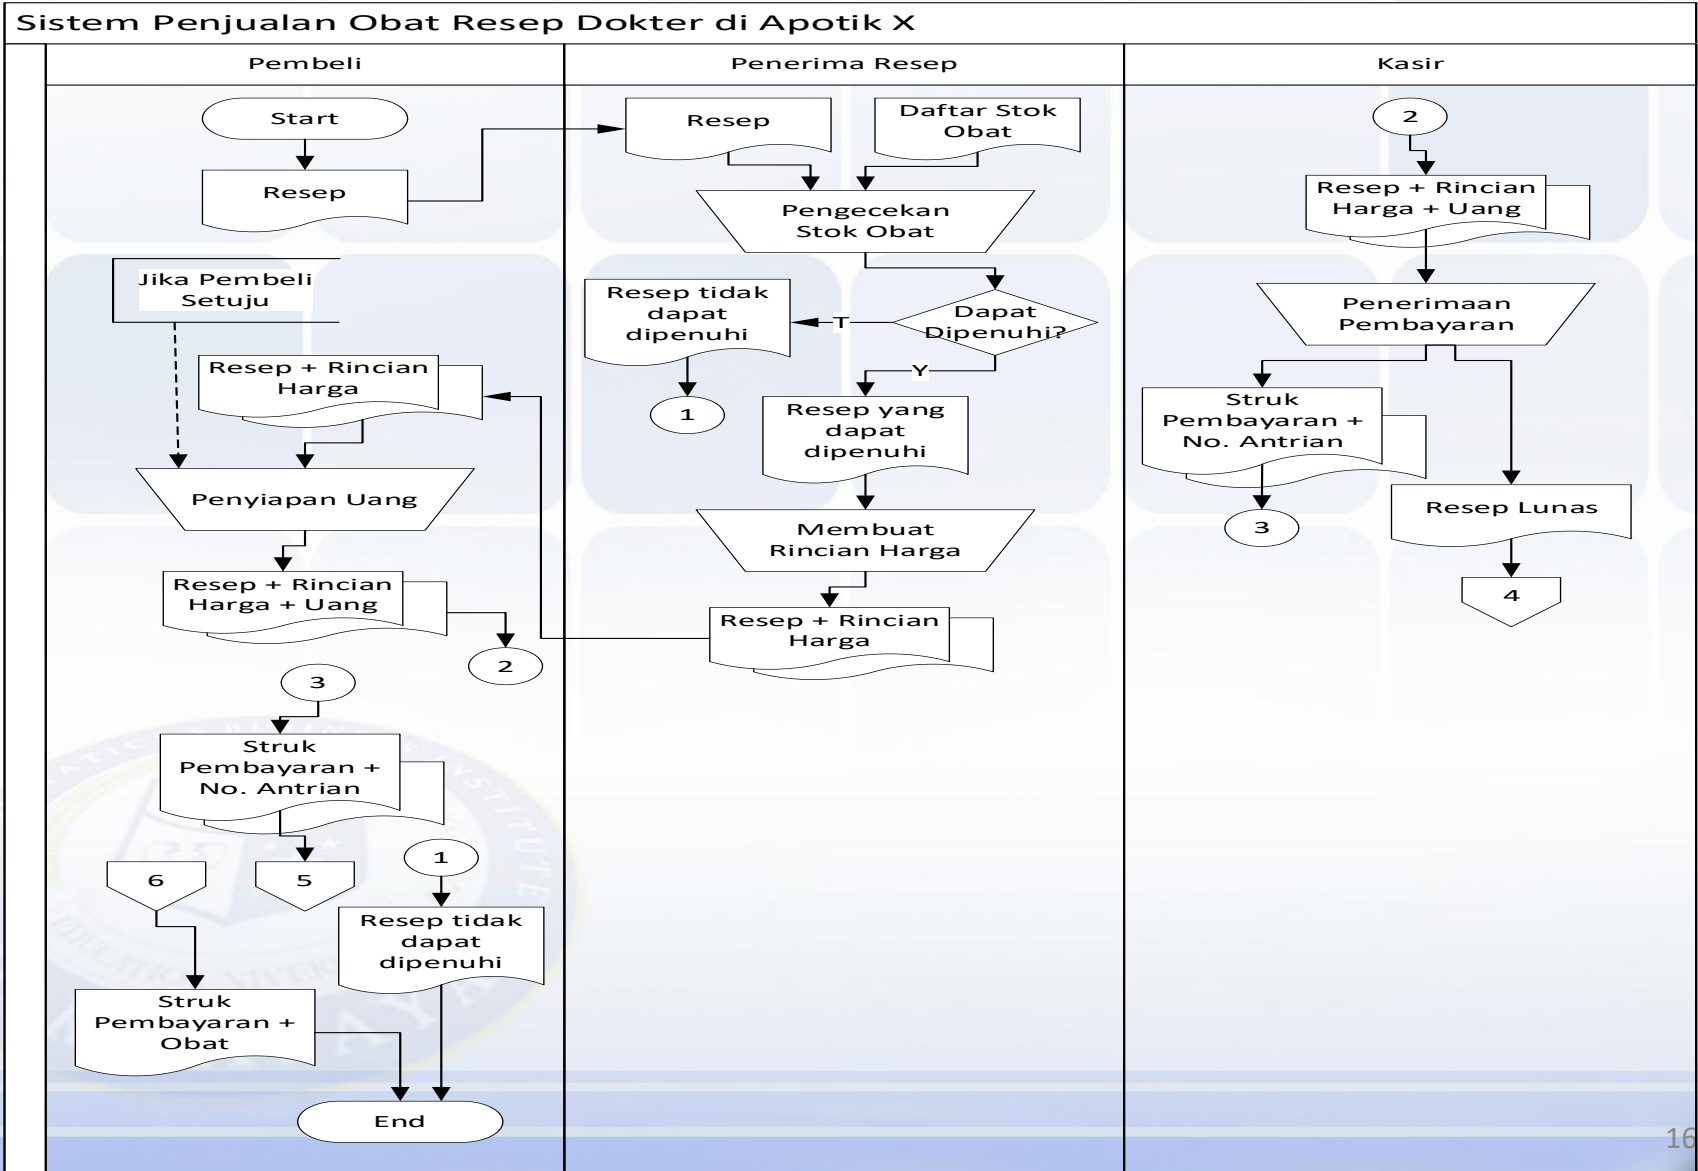 Sistem Penjualan Obat Resep Dokter di Apotik X
Pembeli
Penerima Resep
Kasir
Start
Resep
Jika Pembeli
Setuju
Resep + Rincian
Harga
Penyiapan Uang
Resep + Rincian
Harga + Uang
2
3
Struk
Pembayaran +
No. Antrian
1
6
5
Resep tidak
dapat
dipenuhi
Struk
Pembayaran +
Obat
End
Resep
Daftar Stok
Obat
Pengecekan
Stok Obat
Resep tidak
dapat
dipenuhi
T
Dapat
Dipenuhi?
Y
1
Resep yang
dapat
dipenuhi
Membuat
Rincian Harga
Resep + Rincian
Harga
2
Resep + Rincian
Harga + Uang
Penerimaan
Pembayaran
Struk
Pembayaran +
No. Antrian
3
Resep Lunas
4
16